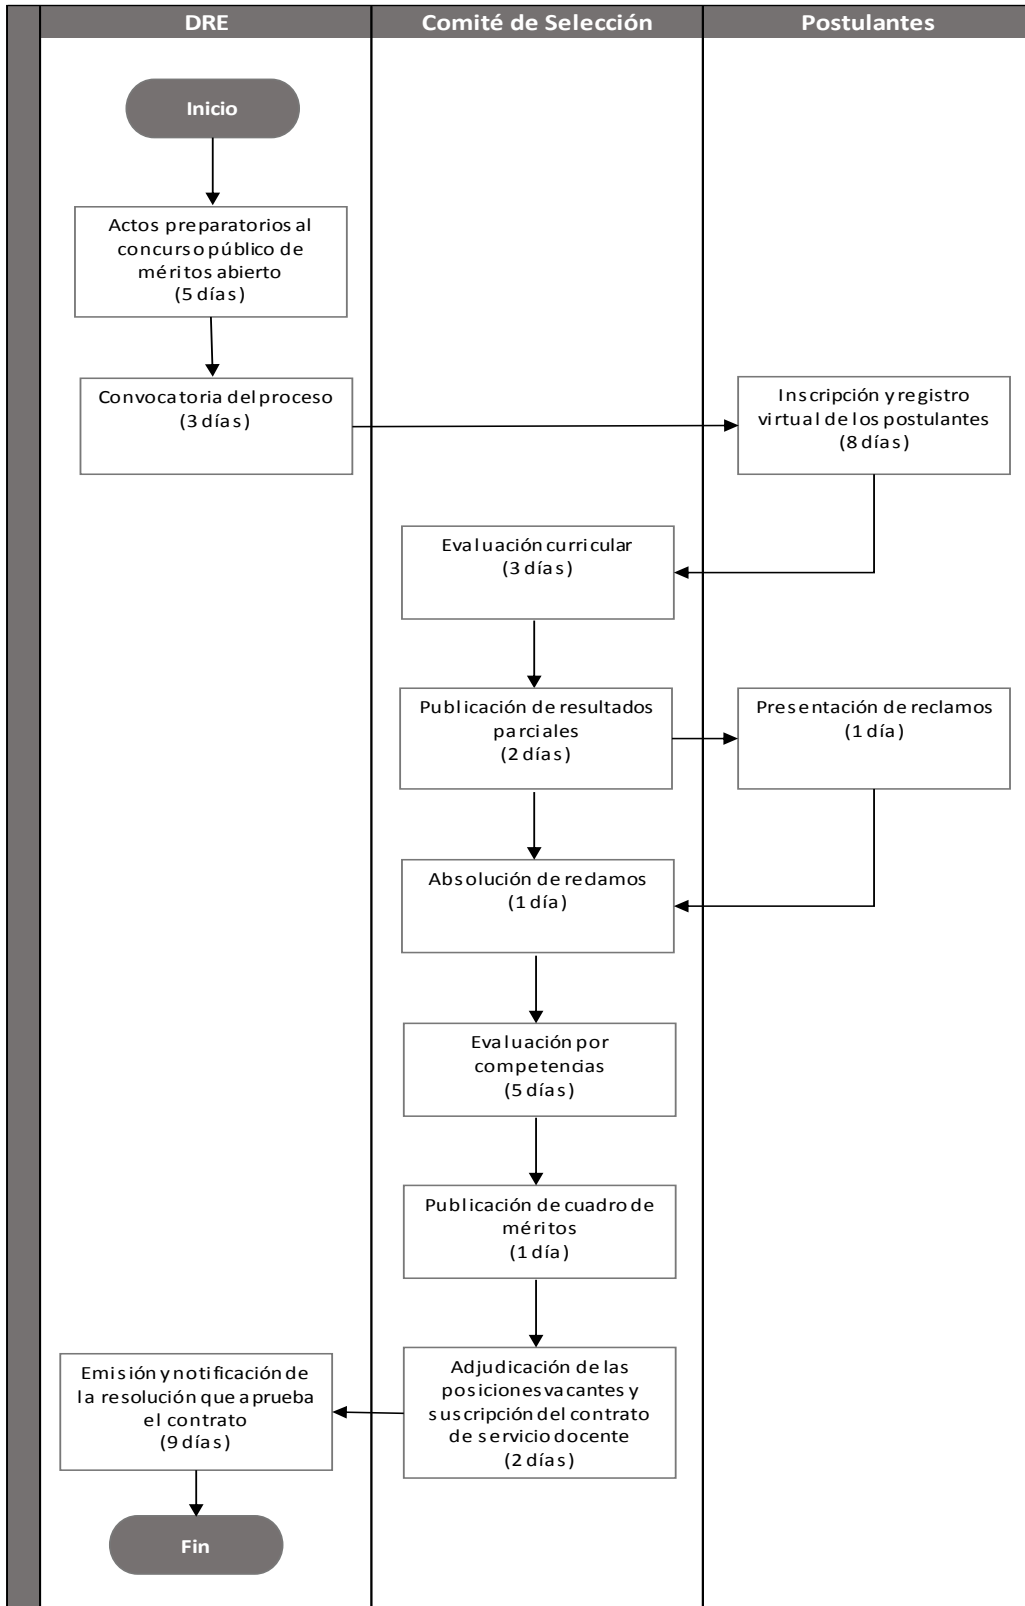 DRE
Comité de Selección
Postulantes
Inicio
Actos preparatorios al
concurso público de
méritos abierto
(5 días)
Convocatoria del proceso
(3 días)
Inscripción y registro
virtual de los postulantes
(8 días)
Evaluación curricular
(3 días)
Publicación de resultados
parciales
(2 días)
Presentación de reclamos
(1 día)
Absolución de reclamos
(1 día)
Evaluación por
competencias
(5 días)
Publicación de cuadro de
méritos
(1 día)
Adjudicación de las
posiciones vacantes y
suscripción del contrato
de servicio docente
(2 días)
Emisión y notificación de
la resolución que aprueba
el contrato
(9 días)
Fin